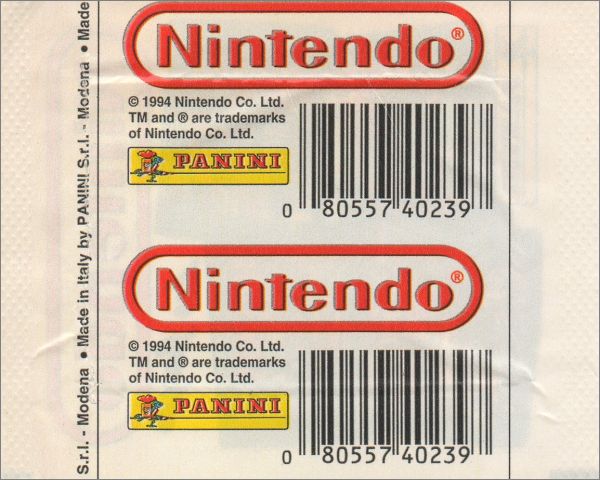 S.r.l. - Modena • Made in Italy by PANINI S.r.l. - Modena • Made
Nintendo®
© 1994 Nintendo Co. Ltd.
TM and ® are trademarks
of Nintendo Co. Ltd.
PANINI
0 80557 40239
Nintendo®
© 1994 Nintendo Co. Ltd.
TM and ® are trademarks
of Nintendo Co. Ltd.
PANINI
0 80557 40239